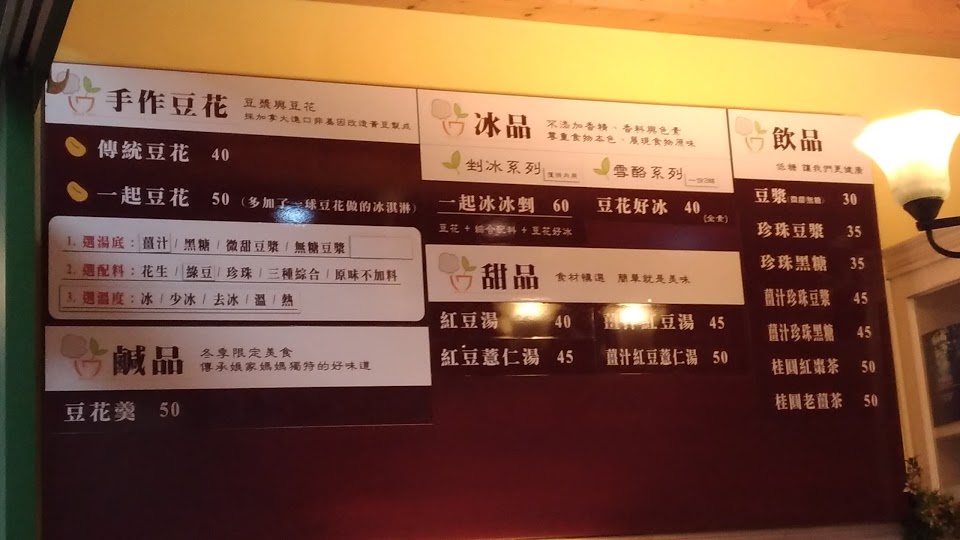 手作豆花
豆漿與豆花
採加拿大進口非基因改造黃豆製成
傳統豆花 40
一起豆花 50 (多加了一球豆花做的冰淇淋)
1. 選湯底：薑汁 / 黑糖 / 微甜豆漿 / 無糖豆漿
2. 選配料：花生 / 綠豆 / 珍珠 / 三種綜合 / 原味不加料
3. 選溫度：冰 / 少冰 / 去冰 / 溫 / 熱
鹹品
冬季限定美食
傳承娘家媽媽獨特的好味道
豆花羹 50
冰品
不添加香精、香料與色素
尊重食物本色、展現食物原味
剉冰系列
雪酪系列
一起冰冰剉 60
豆花 + 綜合配料 + 豆花好冰
豆花好冰 40
(全素)
甜品
食材慎選 簡單就是美味
紅豆湯 40
薑汁紅豆湯 45
紅豆薏仁湯 45
薑汁紅豆薏仁湯 50
飲品
低糖 讓我們更健康
豆漿 30
珍珠豆漿 35
珍珠黑糖 35
薑汁珍珠豆漿 45
薑汁珍珠黑糖 45
桂圓紅棗茶 50
桂圓老薑茶 50